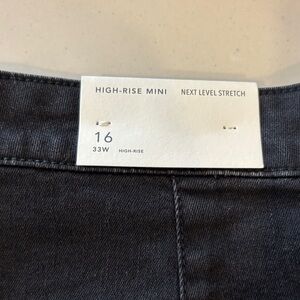 HIGH-RISE MINI NEXT LEVEL STRETCH
16
33W HIGH-RISE